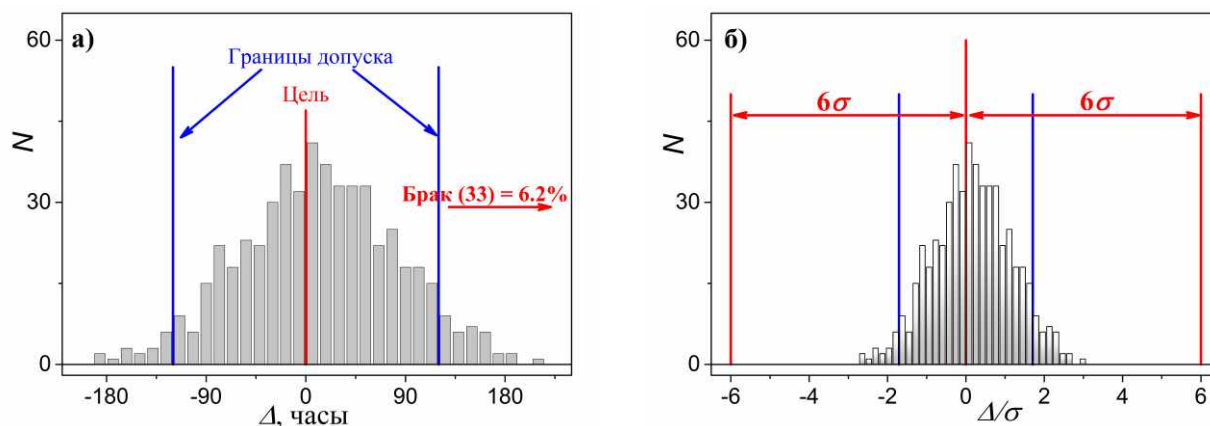 а)
Границы допуска
Цель
Брак (33) = 6.2%
N
60
30
0
-180 -90 0 90 180
Δ, часы
б)
6σ 6σ
N
60
30
0
-6 -4 -2 0 2 4 6
Δ/σ